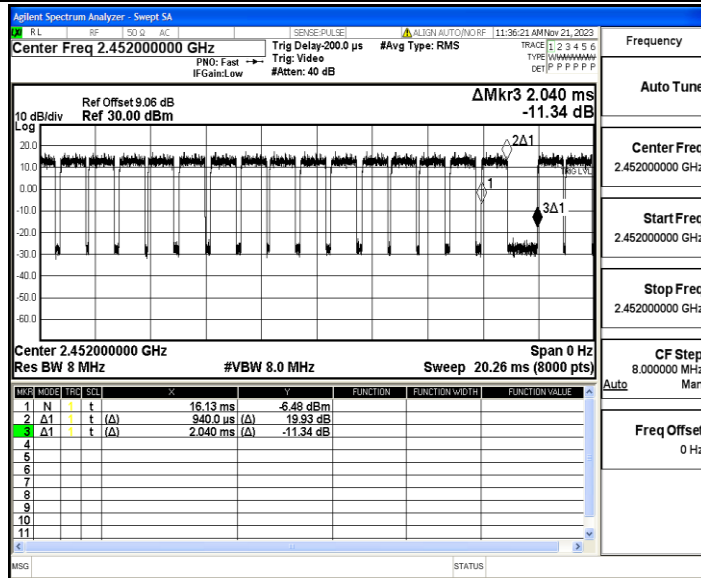 Agilent Spectrum Analyzer - Swept SA
RL RF 50 Ω AC SENSE:PULSE ALIGN AUTO/NO RF 11:36:21 AM Nov 21, 2023
Center Freq 2.452000000 GHz
PNO: Fast
IFGain:Low
Trig Delay-200.0 µs
Trig: Video
#Atten: 40 dB
#Avg Type: RMS
TRACE 1 2 3 4 5 6
TYPE WWWWWW
DET P P P P P P
Ref Offset 9.06 dB
10 dB/div Ref 30.00 dBm
ΔMkr3 2.040 ms
-11.34 dB
Log
20.0
10.0
0.00
-10.0
-20.0
-30.0
-40.0
-50.0
-60.0
2Δ1
TRIG LVL
1
3Δ1
Center 2.452000000 GHz Span 0 Hz
Res BW 8 MHz #VBW 8.0 MHz Sweep 20.26 ms (8000 pts)
MKR MODE TRC SCL X Y FUNCTION FUNCTION WIDTH FUNCTION VALUE
1 N 1 t 16.13 ms -6.48 dBm
2 Δ1 1 t (Δ) 940.0 µs (Δ) 19.93 dB
3 Δ1 1 t (Δ) 2.040 ms (Δ) -11.34 dB
4
5
6
7
8
9
10
11
MSG STATUS
Frequency
Auto Tune
Center Freq
2.452000000 GHz
Start Freq
2.452000000 GHz
Stop Freq
2.452000000 GHz
CF Step
8.000000 MHz
Auto Man
Freq Offset
0 Hz